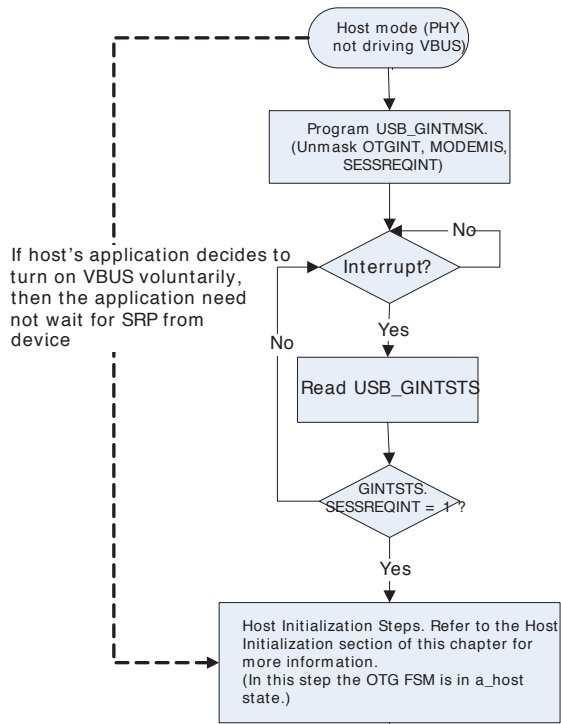 Host mode (PHY
not driving VBUS)
Program USB_GINTMSK.
(Unmask OTGINT, MODEMIS,
SESSREQINT)
No
Interrupt?
If host's application decides to
turn on VBUS voluntarily,
then the application need
not wait for SRP from
device
No
Yes
Read USB_GINTSTS
GINTSTS.
SESSREQINT = 1 ?
Yes
Host Initialization Steps. Refer to the Host
Initialization section of this chapter for
more information.
(In this step the OTG FSM is in a_host
state.)